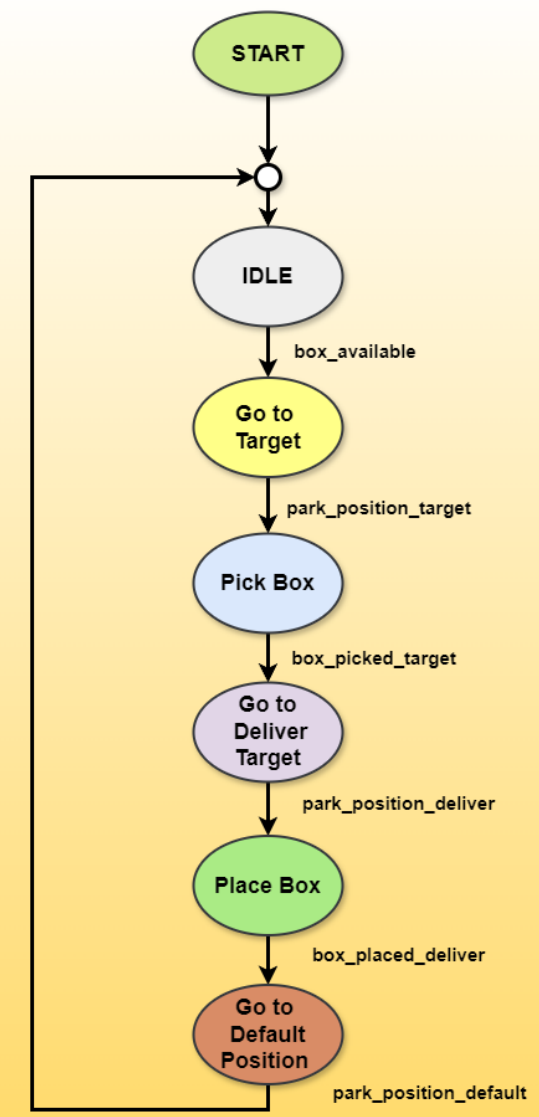 START
IDLE
box_available
Go to
Target
park_position_target
Pick Box
box_picked_target
Go to
Deliver
Target
park_position_deliver
Place Box
box_placed_deliver
Go to
Default
Position
park_position_default